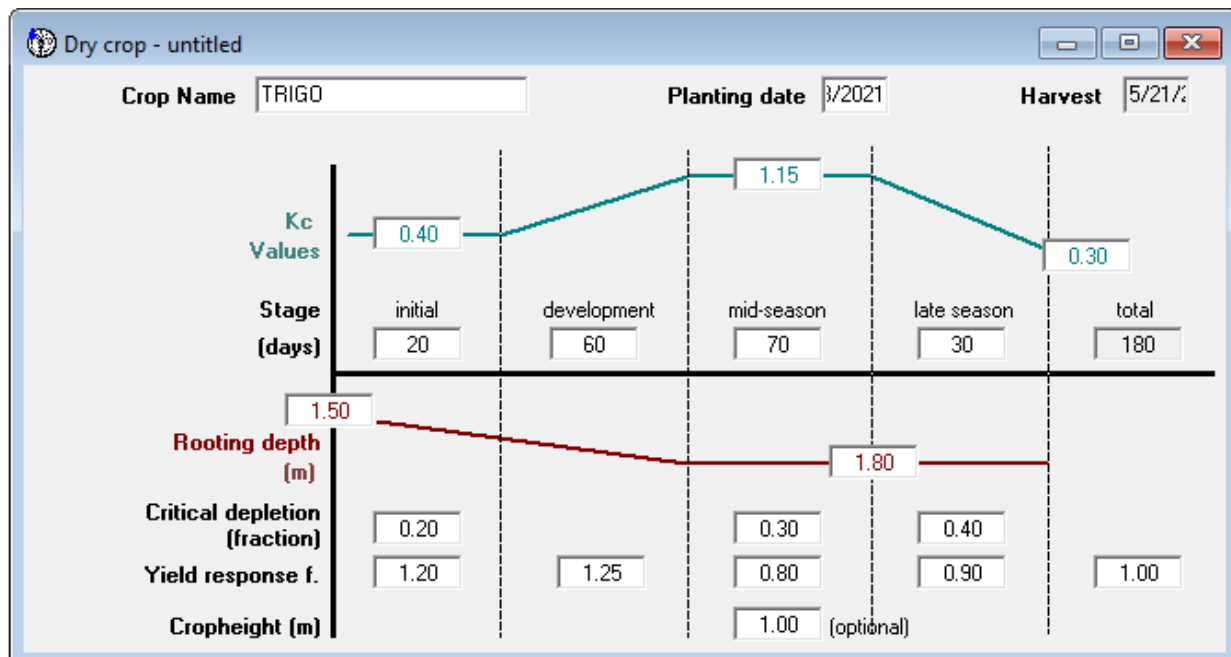 Dry crop - untitled
Crop Name TRIGO Planting date 3/2021 Harvest 5/21/2
Kc Values 0.40 1.15 0.30
Stage initial development mid-season late season total
(days) 20 60 70 30 180
1.50
Rooting depth
(m) 1.80
Critical depletion
(fraction) 0.20 0.30 0.40
Yield response f. 1.20 1.25 0.80 0.90 1.00
Cropheight (m) 1.00 (optional)